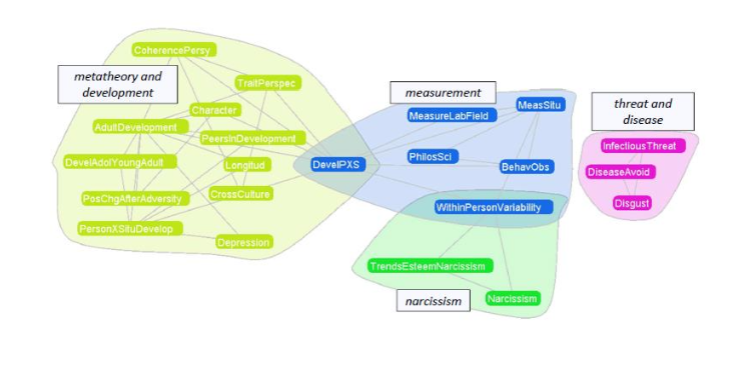 CoherencePersy
metatheory and
development
TraitPerspec
measurement
threat and
disease
MeasSitu
Character
MeasureLabField
AdultDevelopment
PeersInDevelopment
InfectiousThreat
DevelAdolYoungAdult
Longitud
DevelPXS
PhilosSci
BehavObs
DiseaseAvoid
PosChgAfterAdversity
CrossCulture
WithinPersonVariability
Disgust
PersonXSituDevelop
Depression
TrendsEsteemNarcissism
narcissism
Narcissism